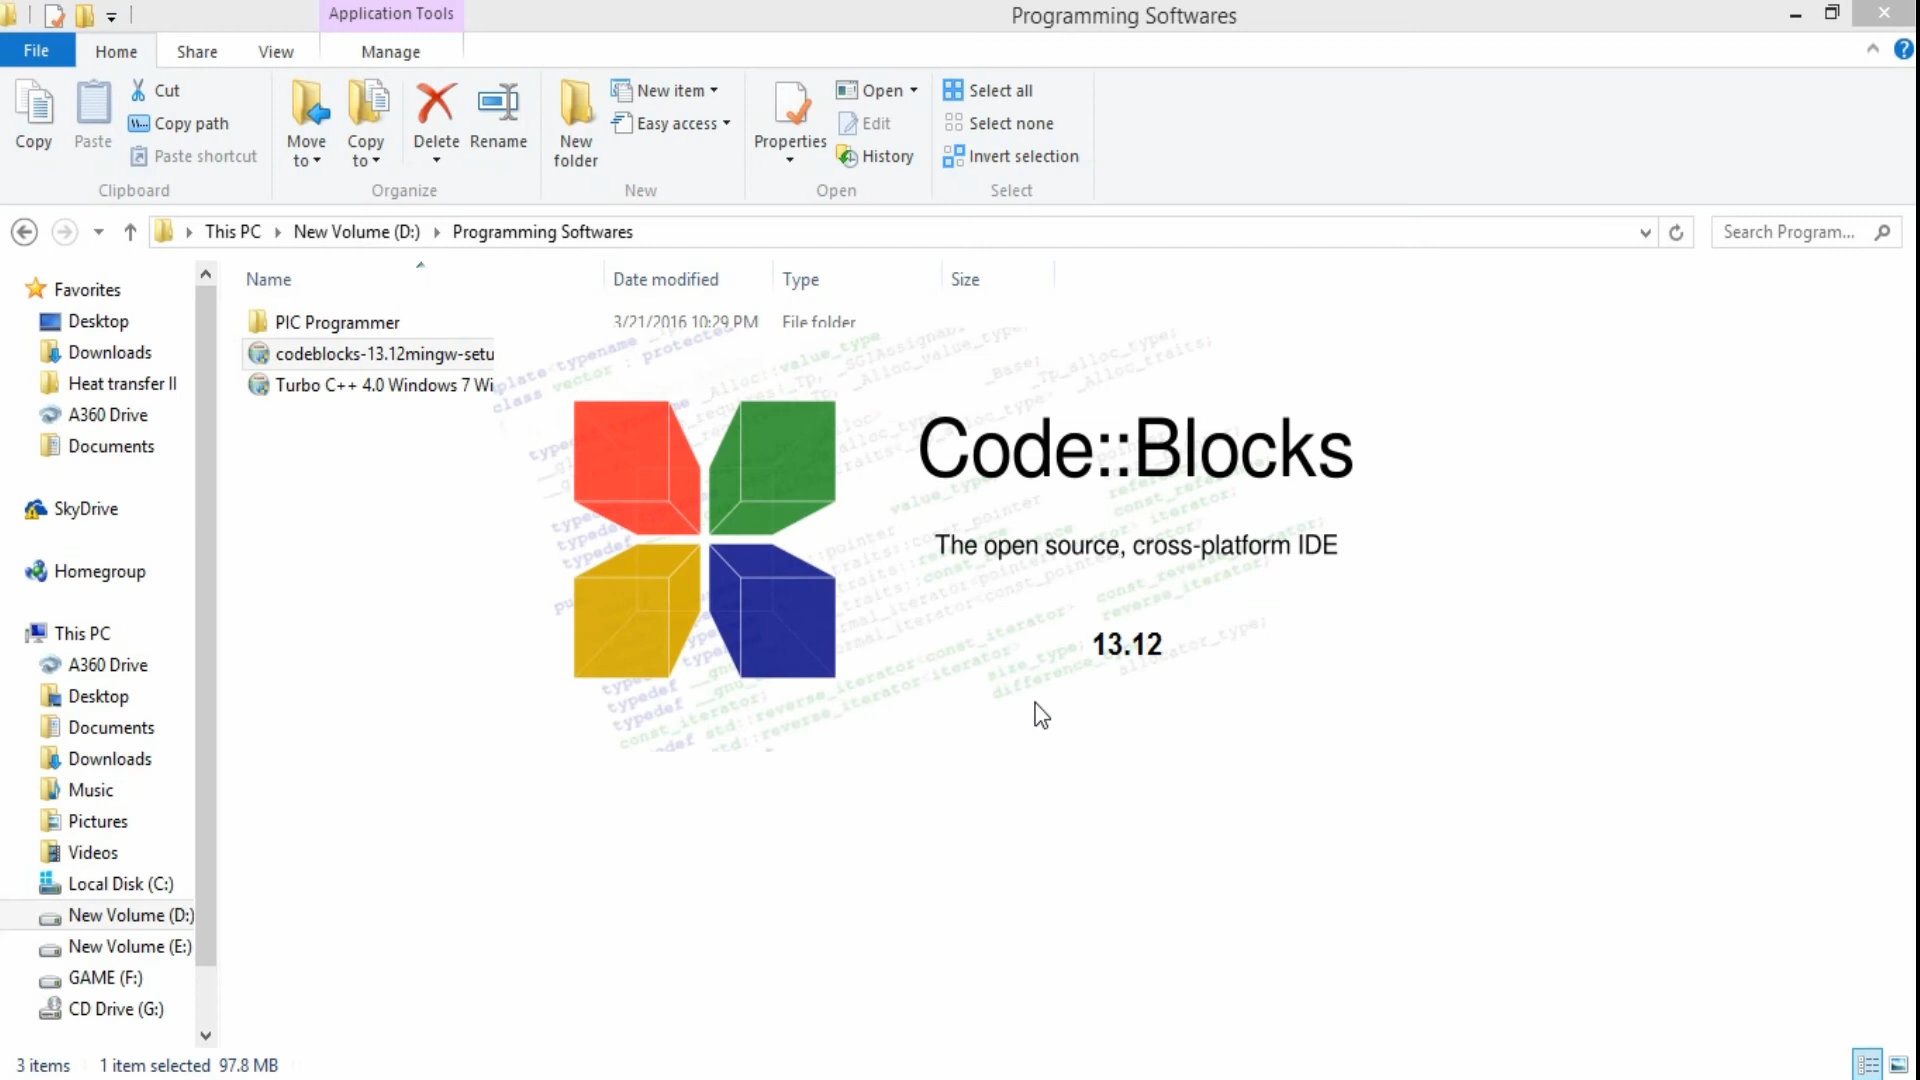 Application Tools
Programming Softwares
File
Home
Share
View
Manage
Copy
Paste
Cut
Copy path
Paste shortcut
Clipboard
Move to
Copy to
Delete
Rename
Organize
New folder
New item
Easy access
New
Properties
Open
Edit
History
Open
Select all
Select none
Invert selection
Select
This PC
New Volume (D:)
Programming Softwares
Search Program...
Name
Date modified
Type
Size
PIC Programmer
3/21/2016 10:29 PM
File folder
codeblocks-13.12mingw-setu
Turbo C++ 4.0 Windows 7 Wi
Favorites
Desktop
Downloads
Heat transfer II
A360 Drive
Documents
SkyDrive
Homegroup
This PC
A360 Drive
Desktop
Documents
Downloads
Music
Pictures
Videos
Local Disk (C:)
New Volume (D:)
New Volume (E:)
GAME (F:)
CD Drive (G:)
Code::Blocks
The open source, cross-platform IDE
13.12
3 items
1 item selected 97.8 MB